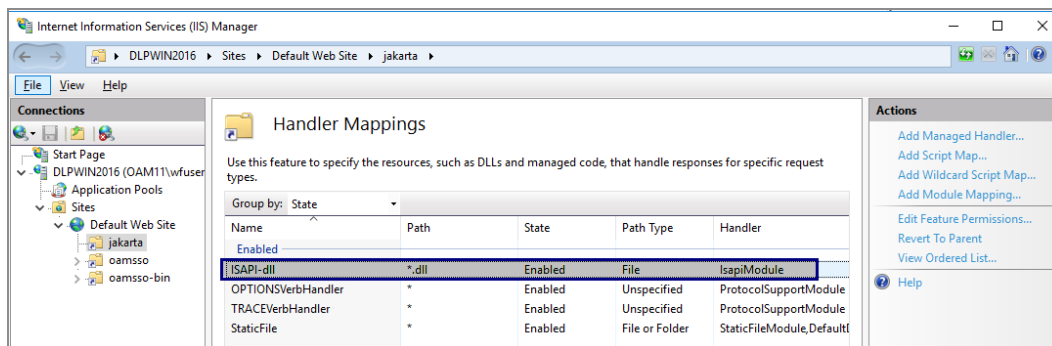 Internet Information Services (IIS) Manager
DLPWIN2016 Sites Default Web Site jakarta
File View Help
Connections
Start Page
DLPWIN2016 (OAM11\wfuser
Application Pools
Sites
Default Web Site
jakarta
oamsso
oamsso-bin
Handler Mappings
Use this feature to specify the resources, such as DLLs and managed code, that handle responses for specific request
types.
Group by: State
Name Path State Path Type Handler
Enabled
ISAPI-dll *.dll Enabled File IsapiModule
OPTIONSVerbHandler * Enabled Unspecified ProtocolSupportModule
TRACEVerbHandler * Enabled Unspecified ProtocolSupportModule
StaticFile * Enabled File or Folder StaticFileModule,Default
Actions
Add Managed Handler...
Add Script Map...
Add Wildcard Script Map...
Add Module Mapping...
Edit Feature Permissions...
Revert To Parent
View Ordered List...
Help